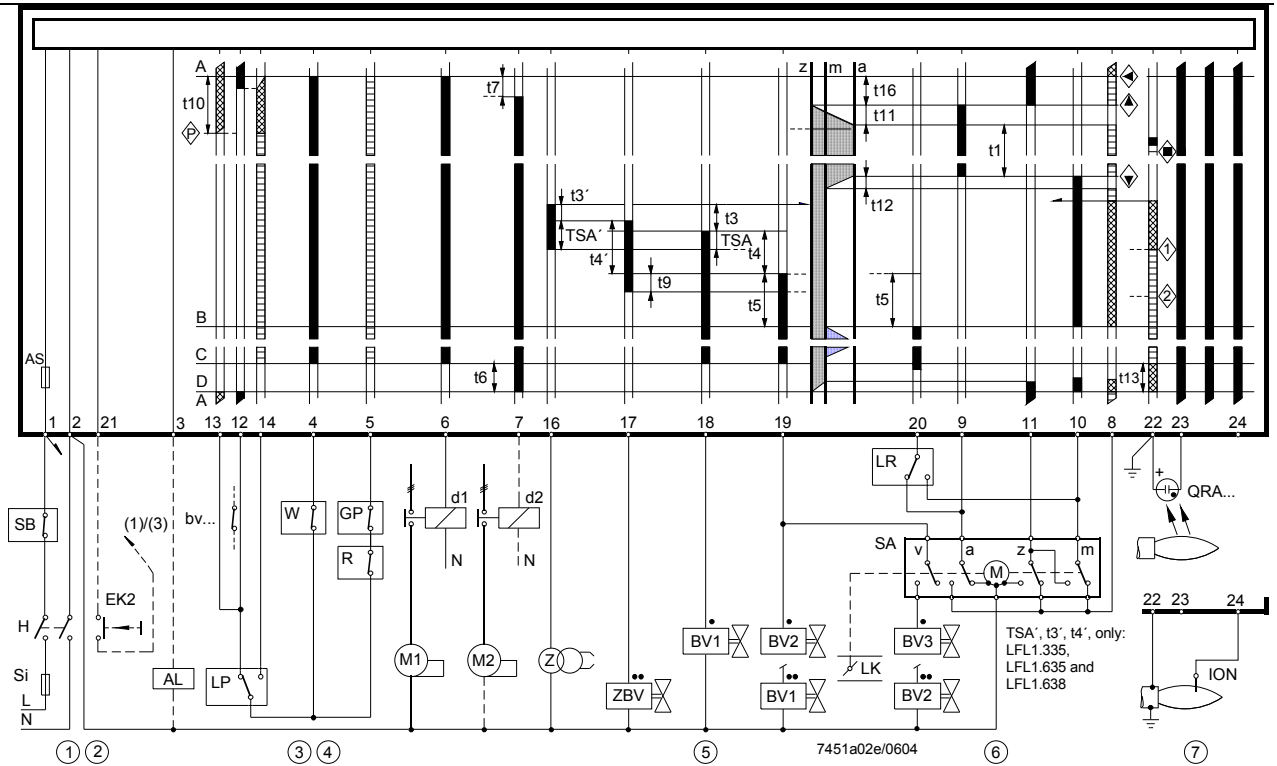 A t7 z m a t16
t10 t11
P t1
t3´ t12
t3
TSA´ TSA 1
t4´ t4
t9 t5 t5 2
B
AS C
D t6 t13
A
1 2 21 3 13 12 14 4 5 6 7 16 17 18 19 20 9 11 10 8 22 23 24
LR +
d1 d2 QRA...
SB (1)/(3) bv... W GP
SA v a z m
R N N M
EK2
H 22 23 24
BV1 BV2 BV3 TSA´, t3´, t4´, only:
LFL1.335,
Si M1 M2 Z LFL1.635 and
AL LP LK LFL1.638 ION
L ZBV BV1 BV2
N
7451a02e/0604
1 2 3 4 5 6 7